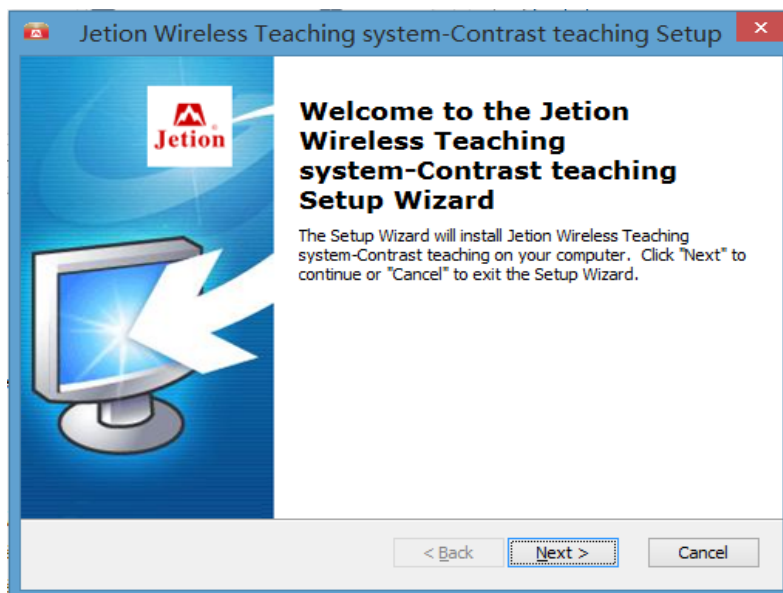 Jetion Wireless Teaching system-Contrast teaching Setup
Jetion
Welcome to the Jetion
Wireless Teaching
system-Contrast teaching
Setup Wizard
The Setup Wizard will install Jetion Wireless Teaching
system-Contrast teaching on your computer.  Click "Next" to
continue or "Cancel" to exit the Setup Wizard.
< Back
Next >
Cancel